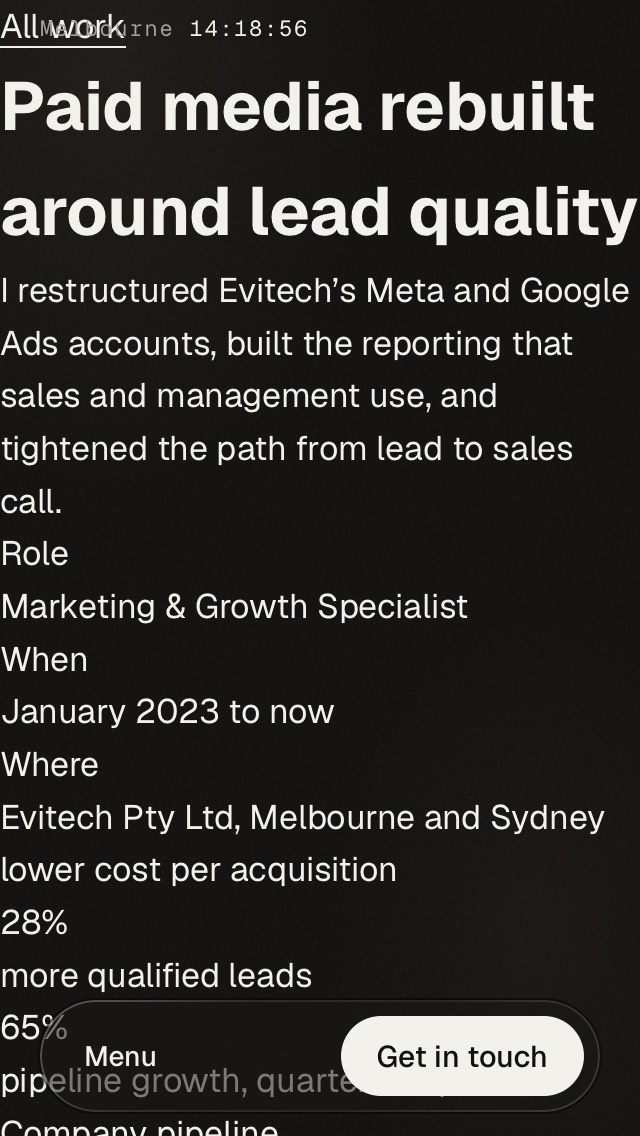 All work
Melbourne 14:18:56
Paid media rebuilt
around lead quality
I restructured Evitech’s Meta and Google
Ads accounts, built the reporting that
sales and management use, and
tightened the path from lead to sales
call.
Role
Marketing & Growth Specialist
When
January 2023 to now
Where
Evitech Pty Ltd, Melbourne and Sydney
lower cost per acquisition
28%
more qualified leads
65%
Menu
Get in touch
pipeline growth,
Company pipeline